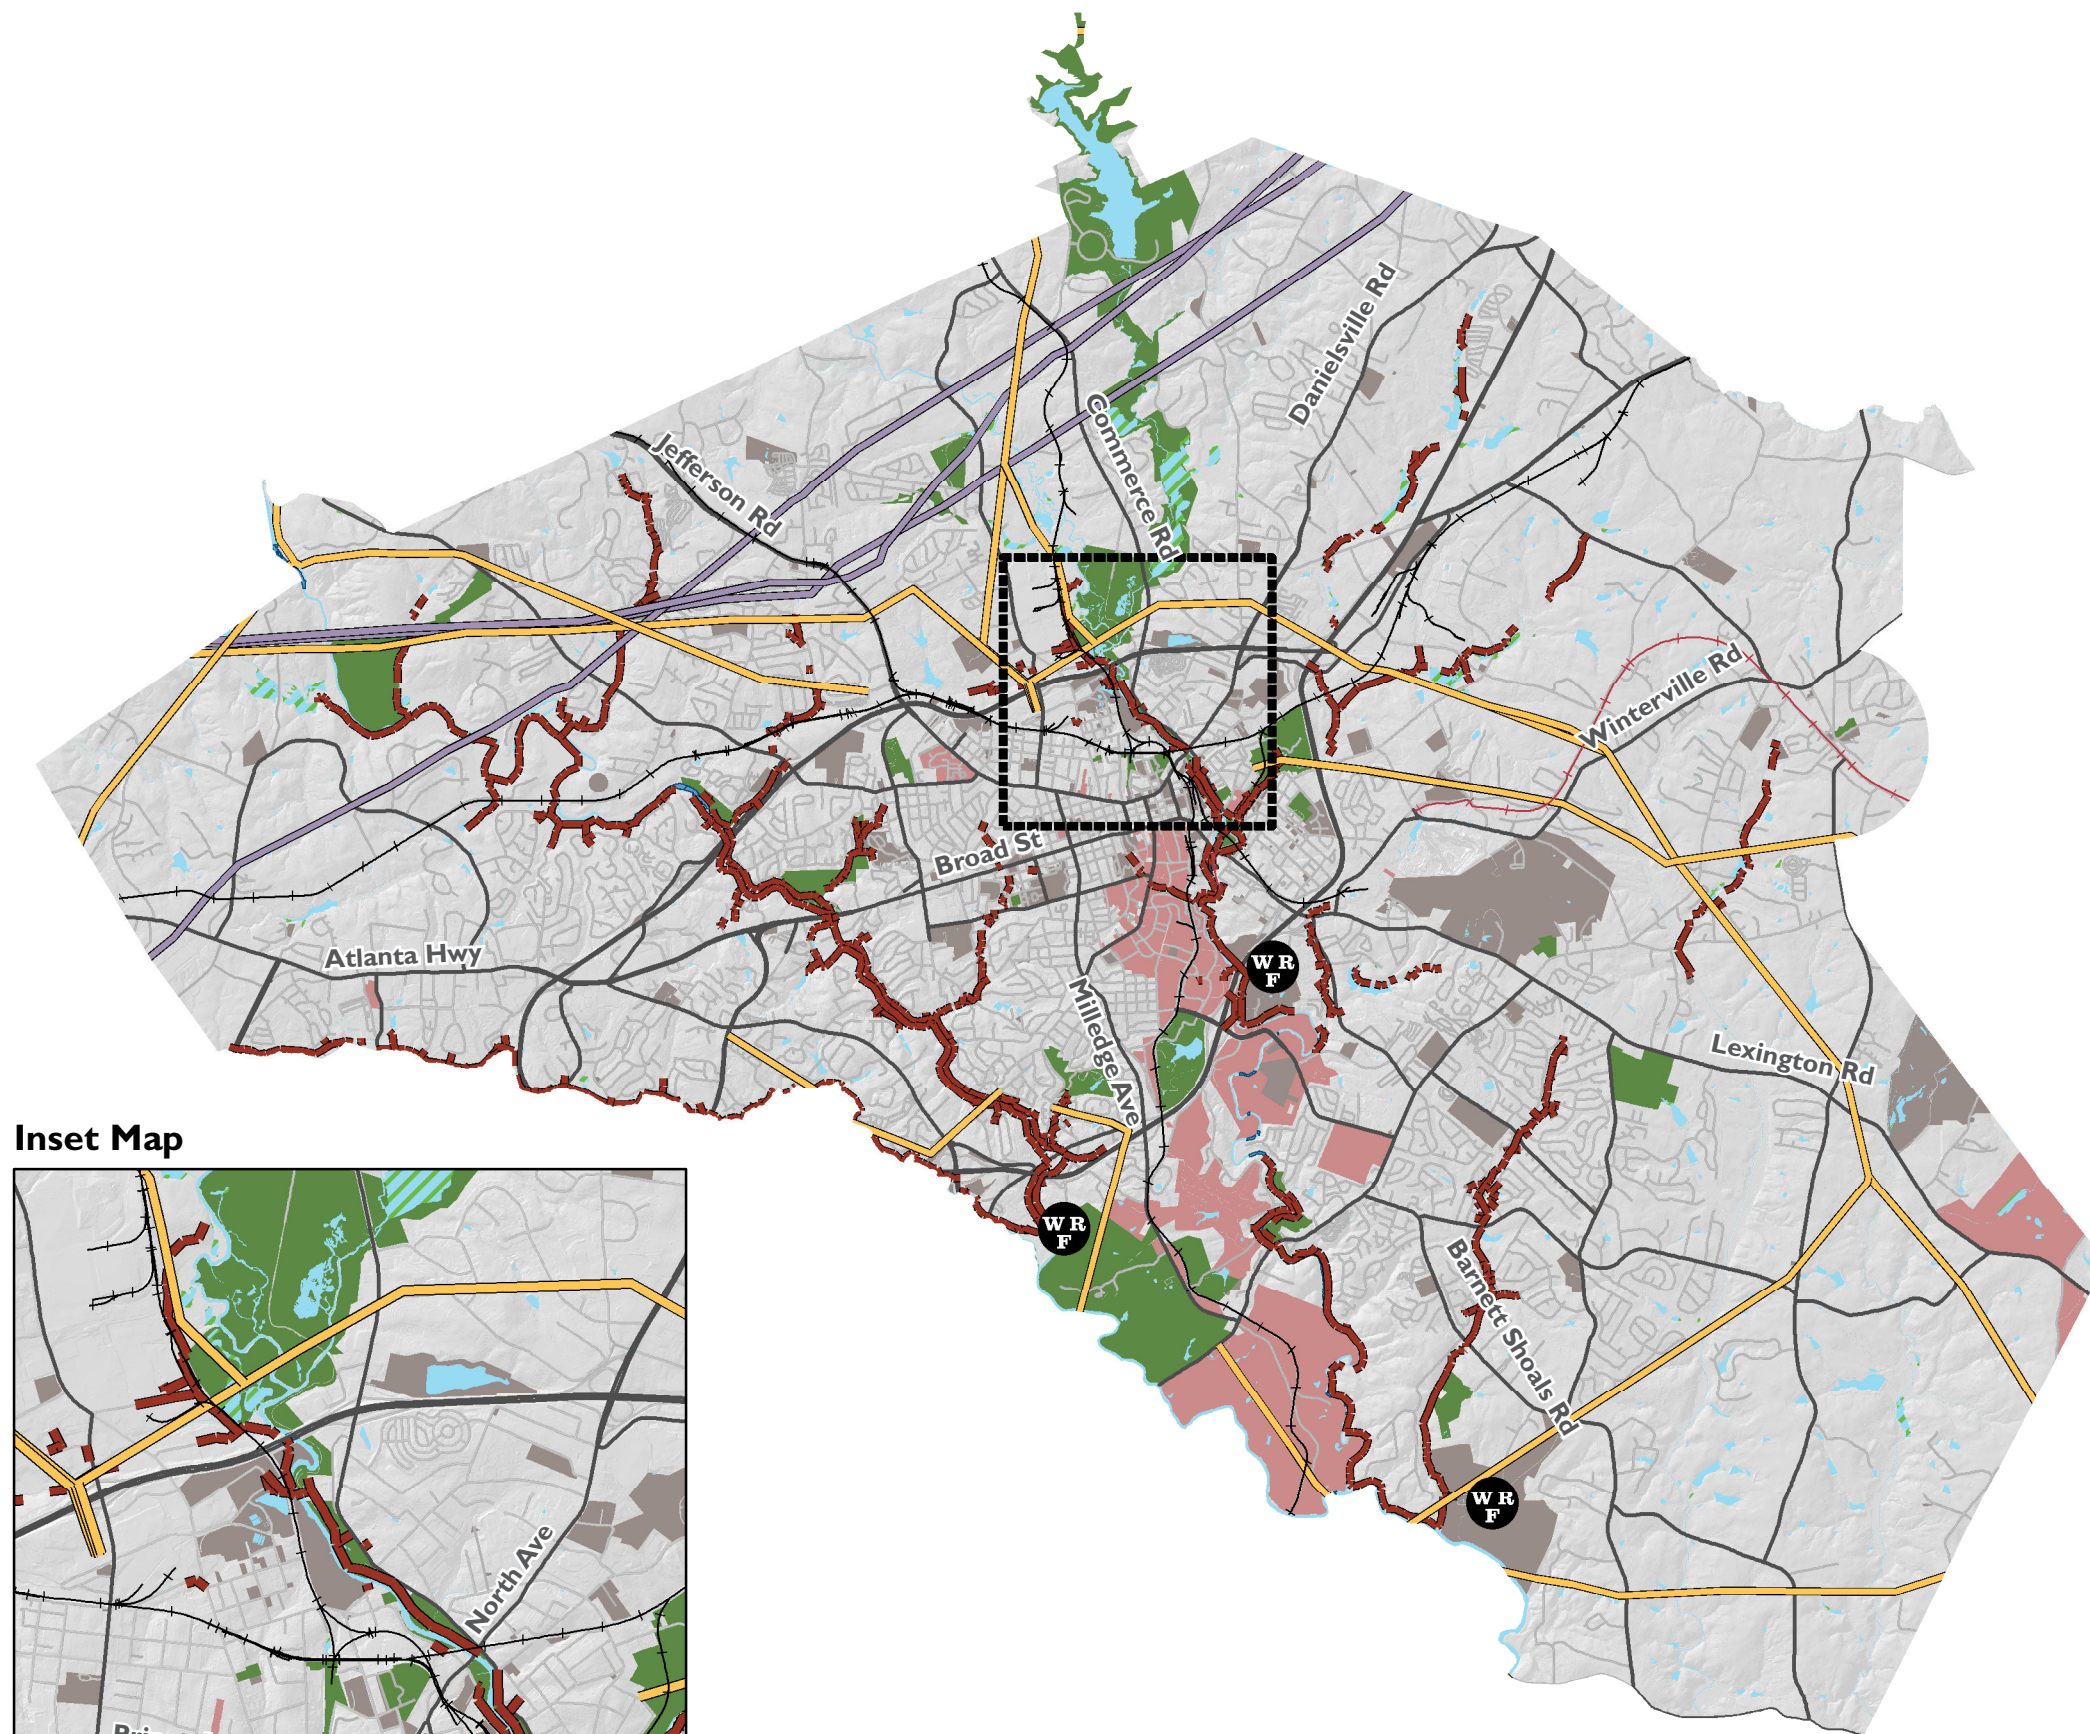 Danielsville Rd
Commerce Rd
Jefferson Rd
Winterville Rd
Broad St
Atlanta Hwy
W R
F
Milledge Ave
Lexington Rd
Inset Map
W R
F
Barnett Shoals Rd
W R
F
North Ave